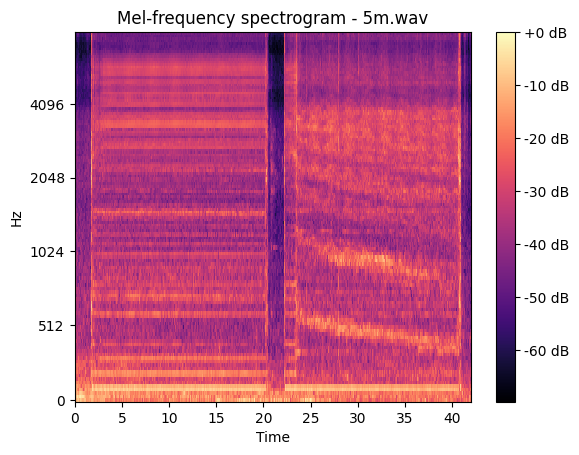 Mel-frequency spectrogram - 5m.wav
+0 dB
-10 dB
-20 dB
-30 dB
-40 dB
-50 dB
-60 dB
4096
2048
1024
512
0
Hz
0 5 10 15 20 25 30 35 40
Time